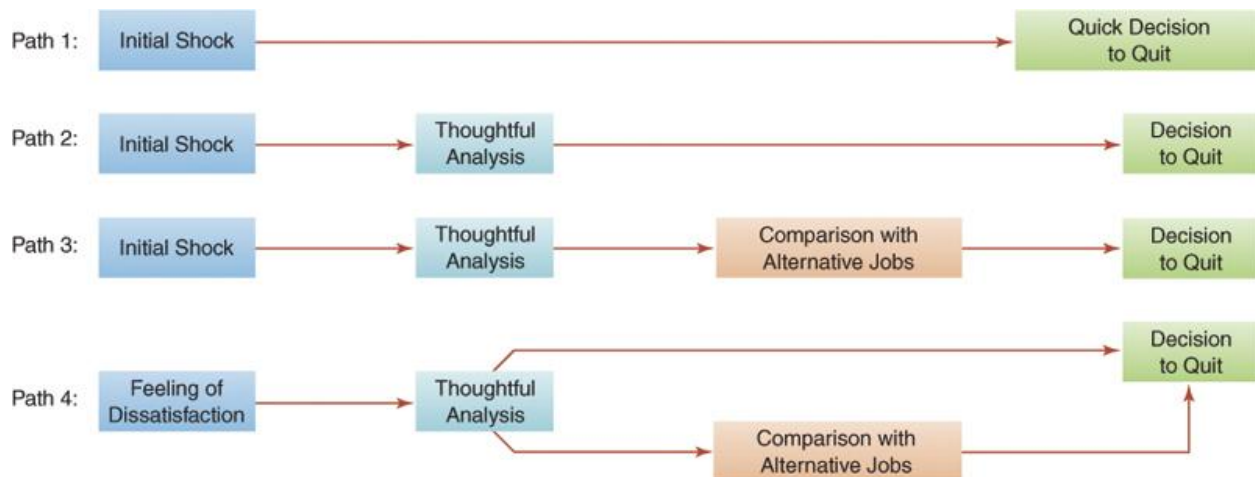 Path 1:
Initial Shock
Quick Decision
to Quit
Path 2:
Initial Shock
Thoughtful
Analysis
Decision
to Quit
Path 3:
Initial Shock
Thoughtful
Analysis
Comparison with
Alternative Jobs
Decision
to Quit
Path 4:
Feeling of
Dissatisfaction
Thoughtful
Analysis
Decision
to Quit
Comparison with
Alternative Jobs